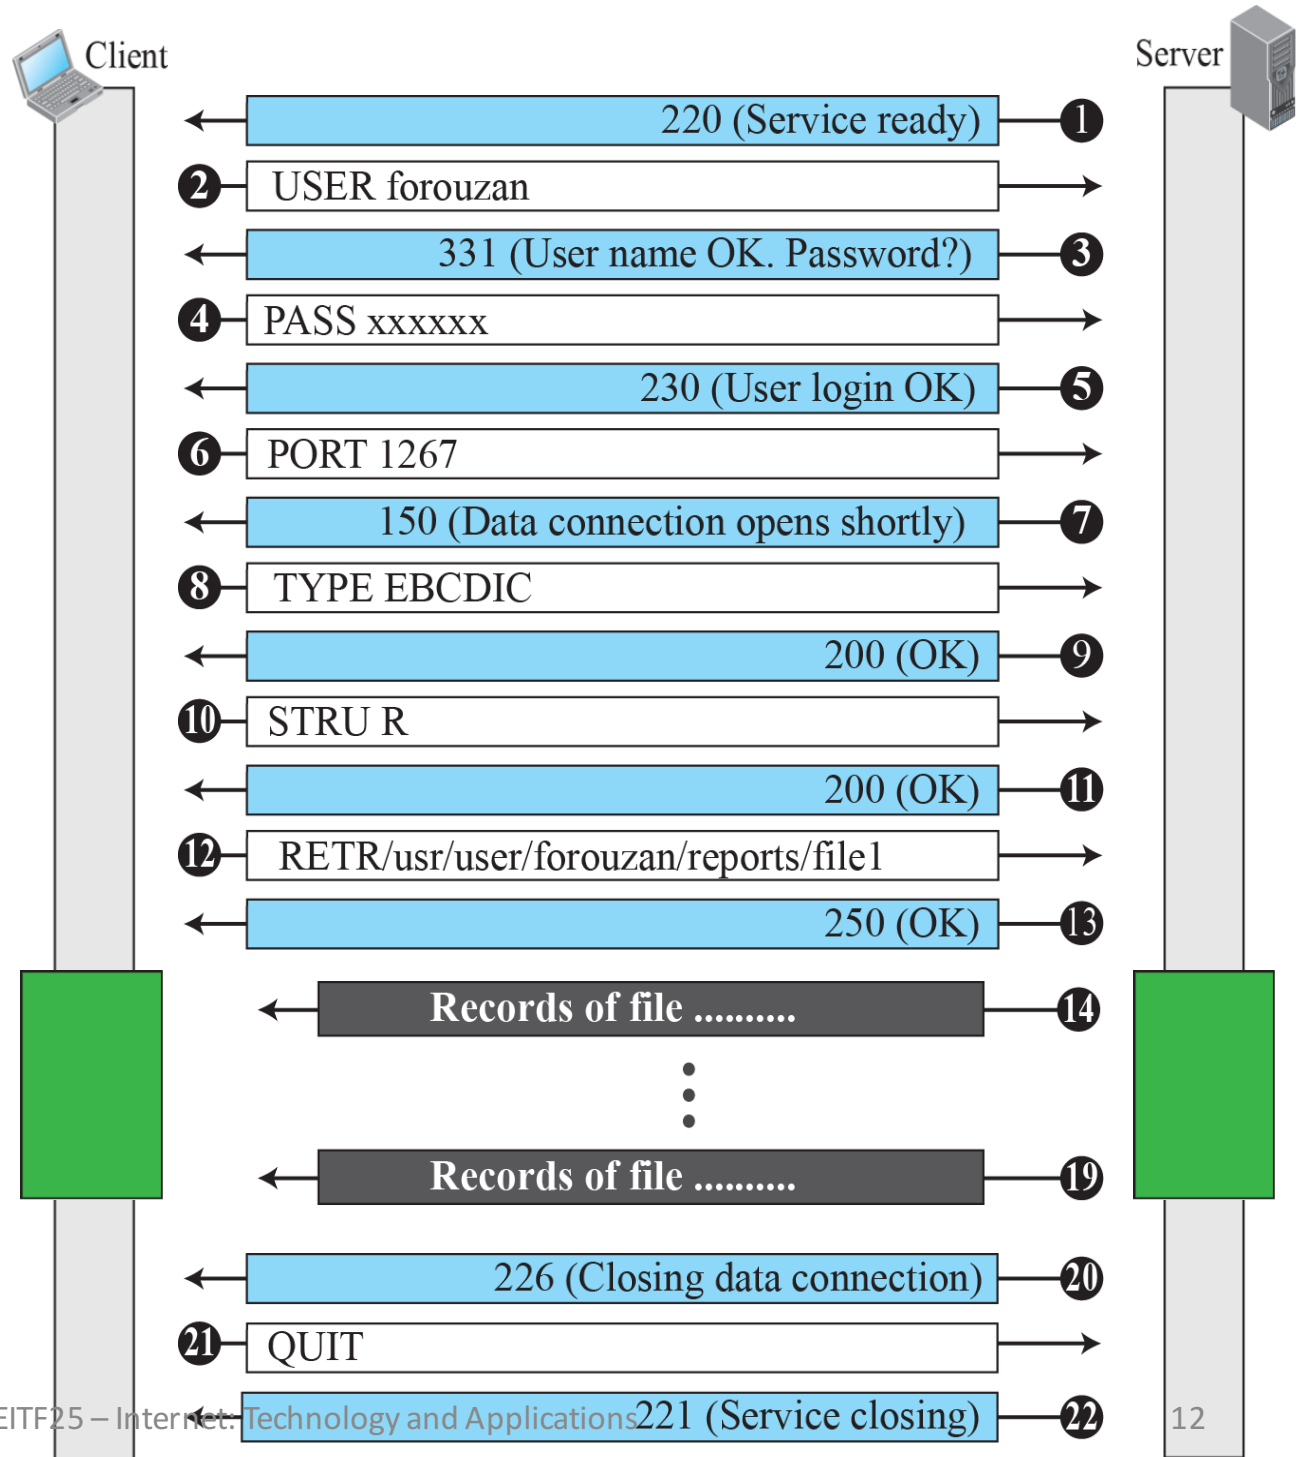 Client
Server
220 (Service ready) 1
2 USER forouzan
331 (User name OK. Password?) 3
4 PASS xxxxxx
230 (User login OK) 5
6 PORT 1267
150 (Data connection opens shortly) 7
8 TYPE EBCDIC
200 (OK) 9
10 STRU R
200 (OK) 11
12 RETR/usr/user/forouzan/reports/file1
250 (OK) 13
Records of file .......... 14
Records of file .......... 19
226 (Closing data connection) 20
21 QUIT
221 (Service closing) 22
EITF25 – Internet: Technology and Applications
12